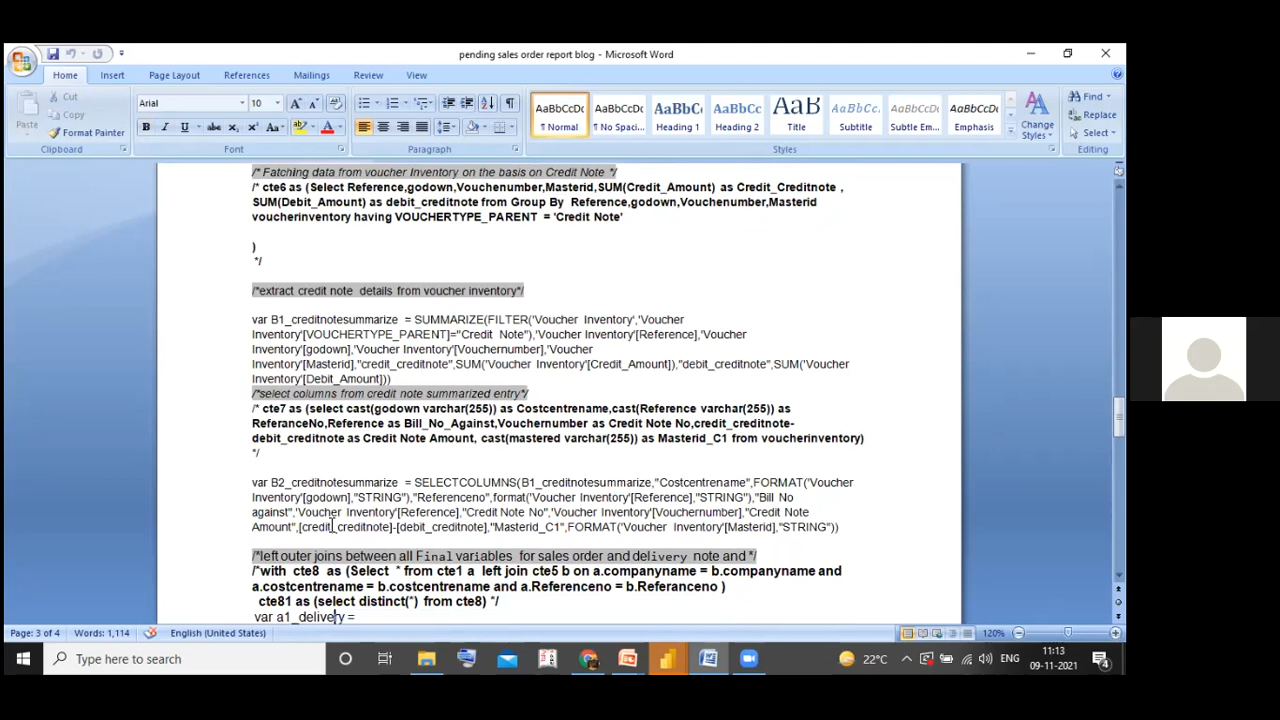 pending sales order report blog - Microsoft Word
Home
Insert
Page Layout
References
Mailings
Review
View
Paste
Cut
Copy
Format Painter
Clipboard
Arial
10
B I U abc x₂ x² Aa
Font
Paragraph
AaBbCcDc
¶ Normal
AaBbCcDc
¶ No Spaci...
AaBbC
Heading 1
AaBbCc
Heading 2
AaB
Title
AaBbCc.
Subtitle
AaBbCcDc
Subtle Em...
AaBbCcDc
Emphasis
Change
Styles
Styles
Find
Replace
Select
Editing
/* Fatching data from voucher Inventory on the basis on Credit Note */
/* cte6 as (Select Reference,godown,Vouchenumber,Masterid,SUM(Credit_Amount) as Credit_Creditnote ,
SUM(Debit_Amount) as debit_creditnote from Group By Reference,godown,Vouchenumber,Masterid
voucherinventory having VOUCHERTYPE_PARENT = 'Credit Note'
)
*/
/*extract credit note details from voucher inventory*/
var B1_creditnotesummarize = SUMMARIZE(FILTER('Voucher Inventory','Voucher
Inventory'[VOUCHERTYPE_PARENT]="Credit Note"),'Voucher Inventory'[Reference],'Voucher
Inventory'[godown],'Voucher Inventory'[Vouchernumber],'Voucher
Inventory'[Masterid],"credit_creditnote",SUM('Voucher Inventory'[Credit_Amount]),"debit_creditnote",SUM('Voucher
Inventory'[Debit_Amount]))
/*select columns from credit note summarized entry*/
/* cte7 as (select cast(godown varchar(255)) as Costcentrename,cast(Reference varchar(255)) as
ReferanceNo,Reference as Bill_No_Against,Vouchernumber as Credit Note No,credit_creditnote-
debit_creditnote as Credit Note Amount, cast(mastered varchar(255)) as Masterid_C1 from voucherinventory)
*/
var B2_creditnotesummarize = SELECTCOLUMNS(B1_creditnotesummarize,"Costcentrename",FORMAT('Voucher
Inventory'[godown],"STRING"),"Referenceno",format('Voucher Inventory'[Reference],"STRING"),"Bill No
against",'Voucher Inventory'[Reference],"Credit Note No",'Voucher Inventory'[Vouchernumber],"Credit Note
Amount",[credit_creditnote]-[debit_creditnote],"Masterid_C1",FORMAT('Voucher Inventory'[Masterid],"STRING"))
/*left outer joins between all Final variables for sales order and delivery note and */
/*with cte8 as (Select * from cte1 a left join cte5 b on a.companyname = b.companyname and
a.costcentrename = b.costcentrename and a.Referenceno = b.Referanceno )
cte81 as (select distinct(*) from cte8) */
var a1_delivery =
Page: 3 of 4
Words: 1,114
English (United States)
120%
Type here to search
22°C
ENG
11:13
09-11-2021
4